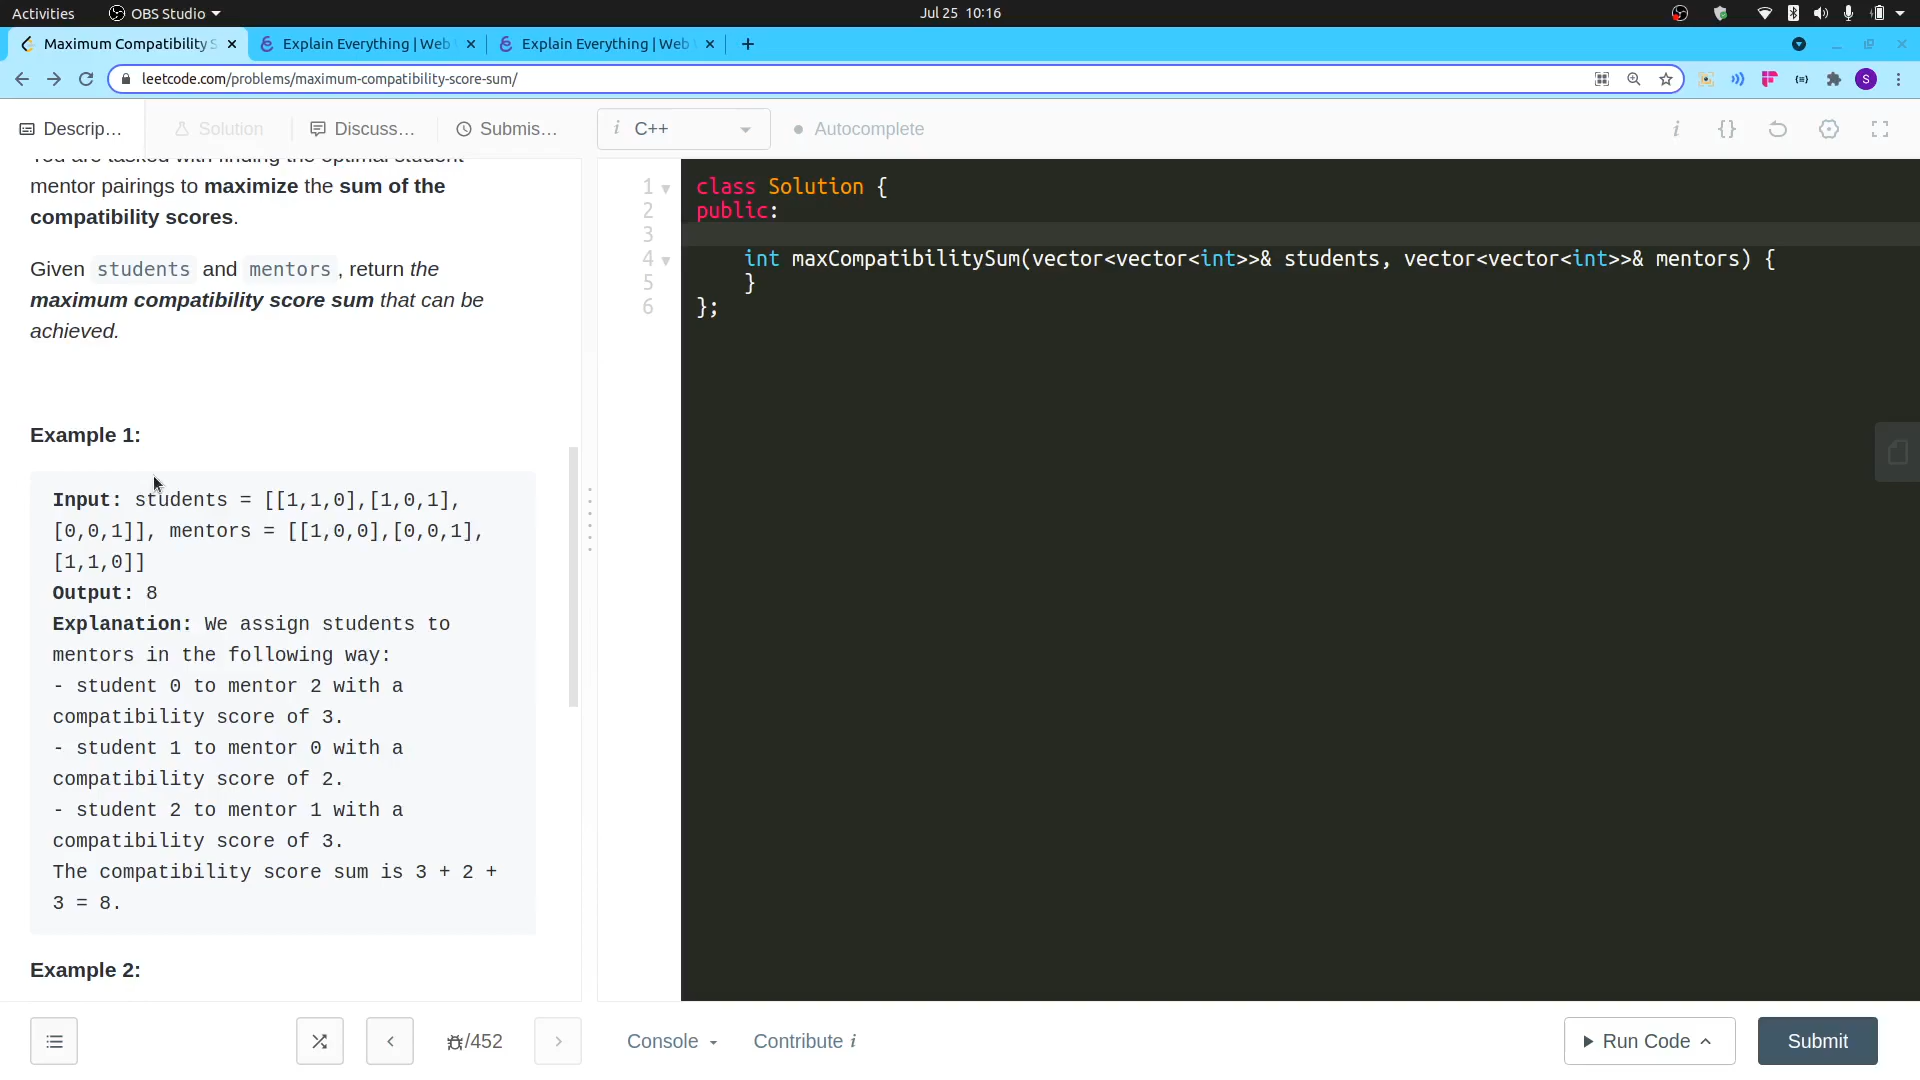 Activities OBS Studio Jul 25 10:16
Maximum Compatibility S Explain Everything | Web Explain Everything | Web
leetcode.com/problems/maximum-compatibility-score-sum/ S
Descrip... Solution Discuss... Submis... i C++ Autocomplete i {}
You are tasked with finding the optimal student
mentor pairings to maximize the sum of the
compatibility scores.
Given students and mentors, return the
maximum compatibility score sum that can be
achieved.
Example 1:
Input: students = [[1,1,0],[1,0,1],
[0,0,1]], mentors = [[1,0,0],[0,0,1],
[1,1,0]]
Output: 8
Explanation: We assign students to
mentors in the following way:
- student 0 to mentor 2 with a
compatibility score of 3.
- student 1 to mentor 0 with a
compatibility score of 2.
- student 2 to mentor 1 with a
compatibility score of 3.
The compatibility score sum is 3 + 2 +
3 = 8.
Example 2:
1 class Solution {
2 public:
3
4 int maxCompatibilitySum(vector<vector<int>>& students, vector<vector<int>>& mentors) {
5 }
6 };
/452 Console Contribute i Run Code Submit